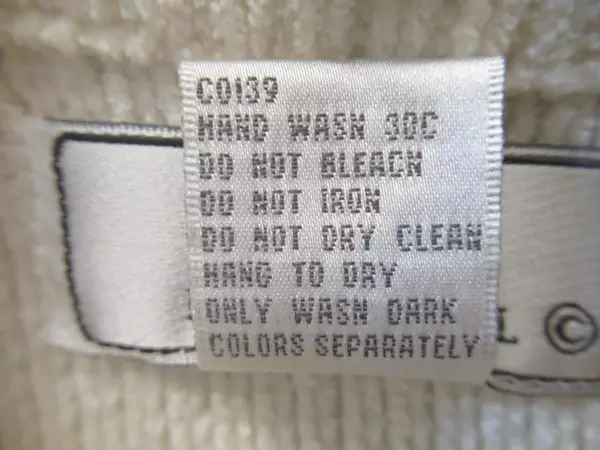 C0139
HAND WASH 30C
DO NOT BLEACH
DO NOT IRON
DO NOT DRY CLEAN
HANG TO DRY
ONLY WASH DARK
COLORS SEPARATELY
©